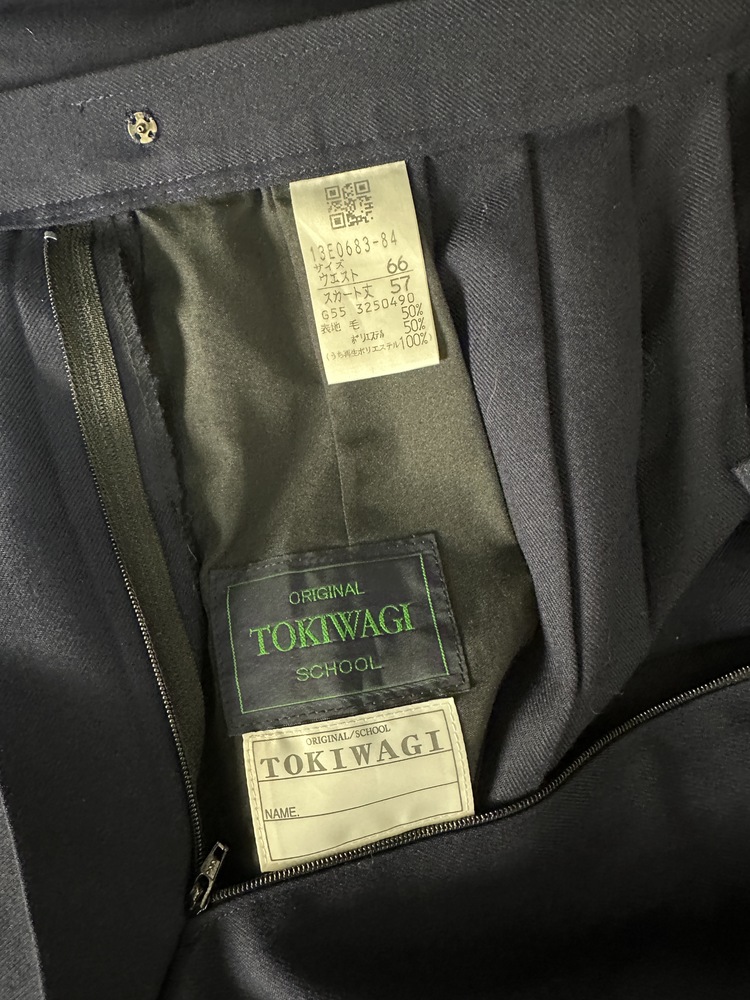 13E0683-84
サイズ
ウエスト 66
スカート丈 57
G55 3250490
表地 毛 50%
ポリエステル 50%
(うち再生ポリエステル100%)
ORIGINAL
TOKIWAGI
SCHOOL
ORIGINAL/SCHOOL
TOKIWAGI
NAME.